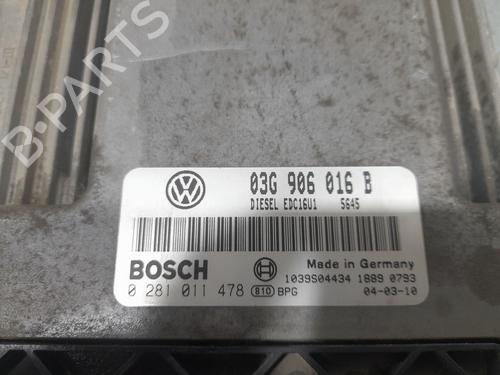 B-PARTS
03G 906 016 B
DIESEL EDC16U1 5645
BOSCH
Made in Germany
1039S04434 1889 0793
0 281 011 478 810 BPG
04-03-10